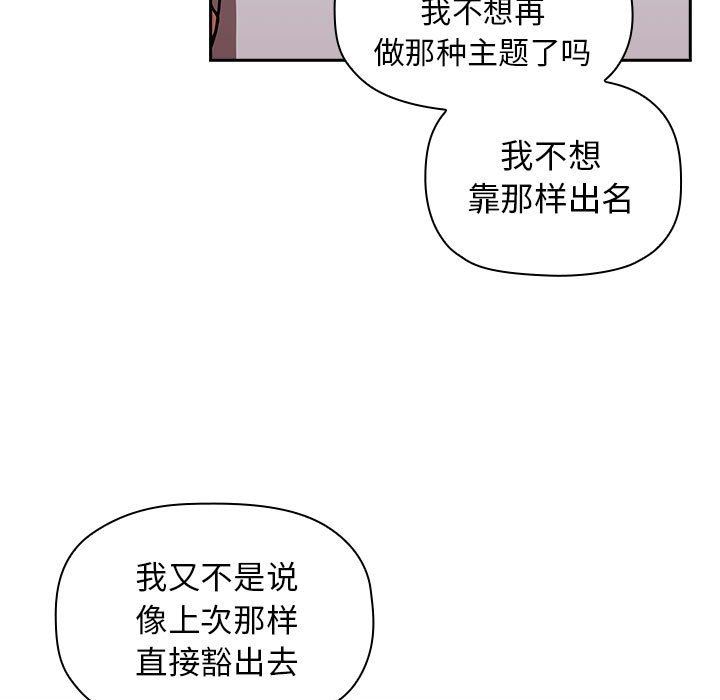 我不想再
做那种主题了吗
我不想
靠那样出名
我又不是说
像上次那样
直接豁出去